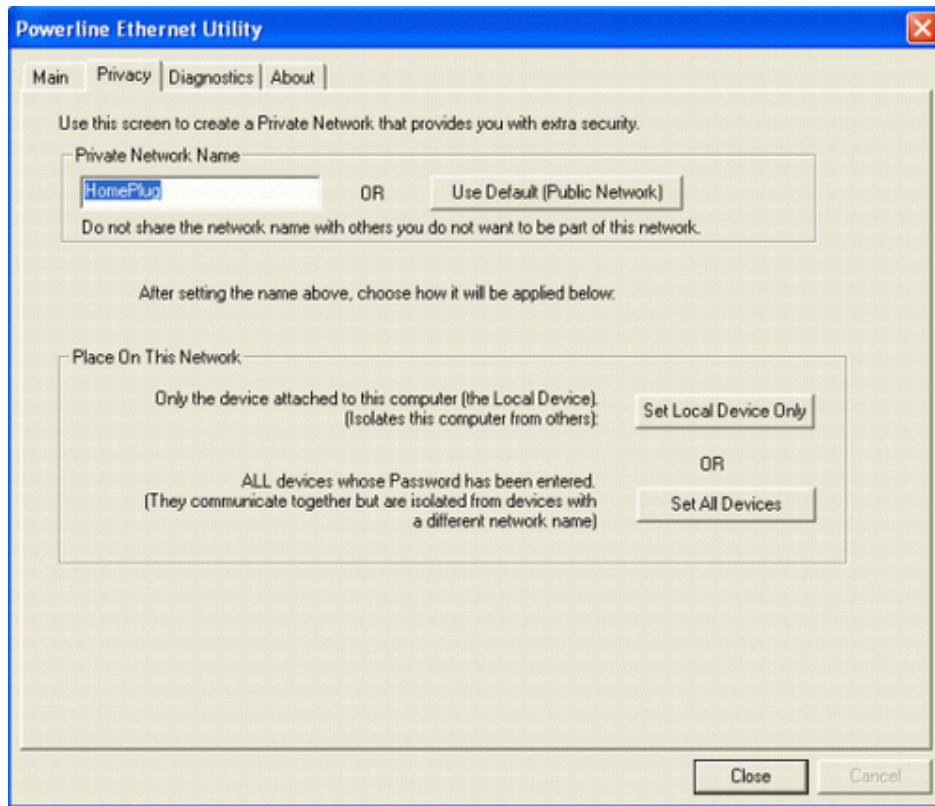 Powerline Ethernet Utility
Main Privacy Diagnostics About
Use this screen to create a Private Network that provides you with extra security.
Private Network Name
HomePlug OR Use Default (Public Network)
Do not share the network name with others you do not want to be part of this network.
After setting the name above, choose how it will be applied below:
Place On This Network
Only the device attached to this computer (the Local Device).
(Isolates this computer from others):
Set Local Device Only
OR
ALL devices whose Password has been entered.
(They communicate together but are isolated from devices with
a different network name)
Set All Devices
Close Cancel